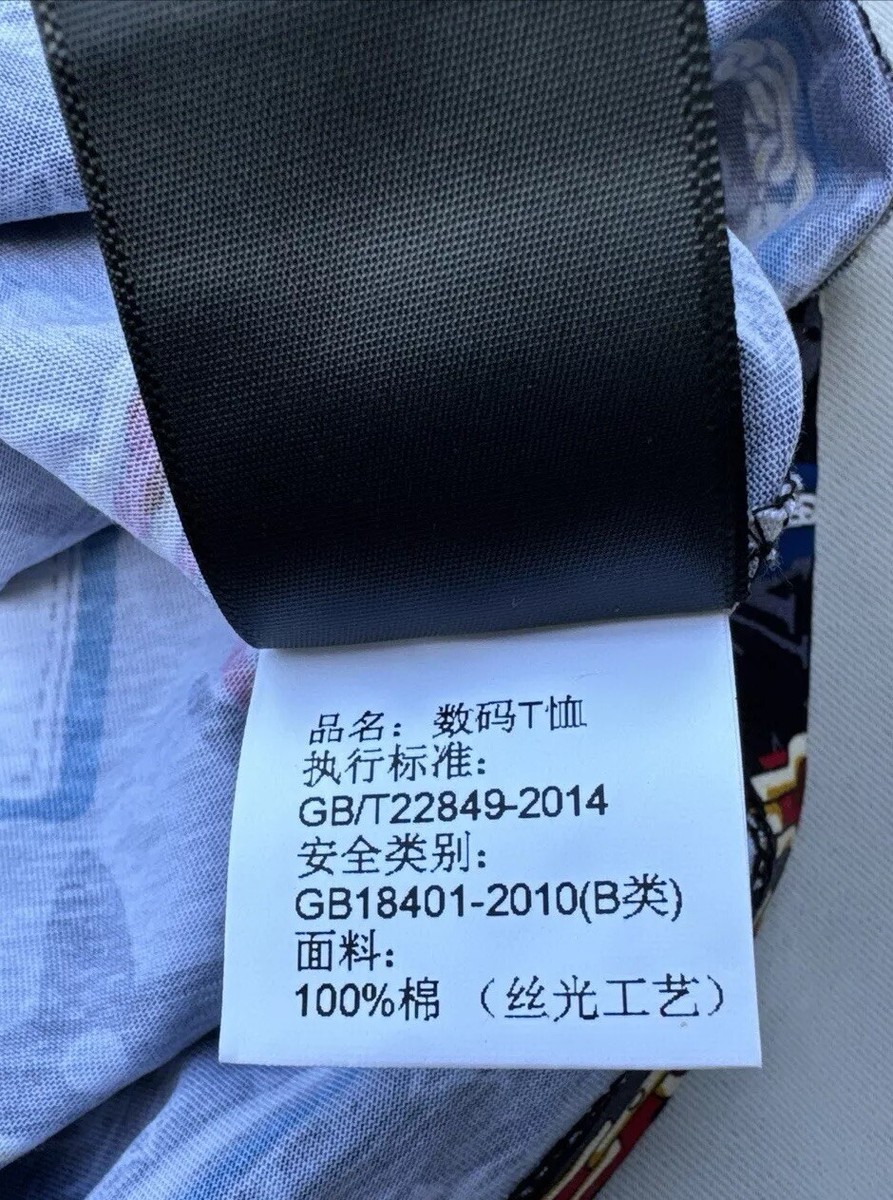 品名：数码T恤
执行标准：
GB/T22849-2014
安全类别：
GB18401-2010(B类)
面料：
100%棉（丝光工艺）